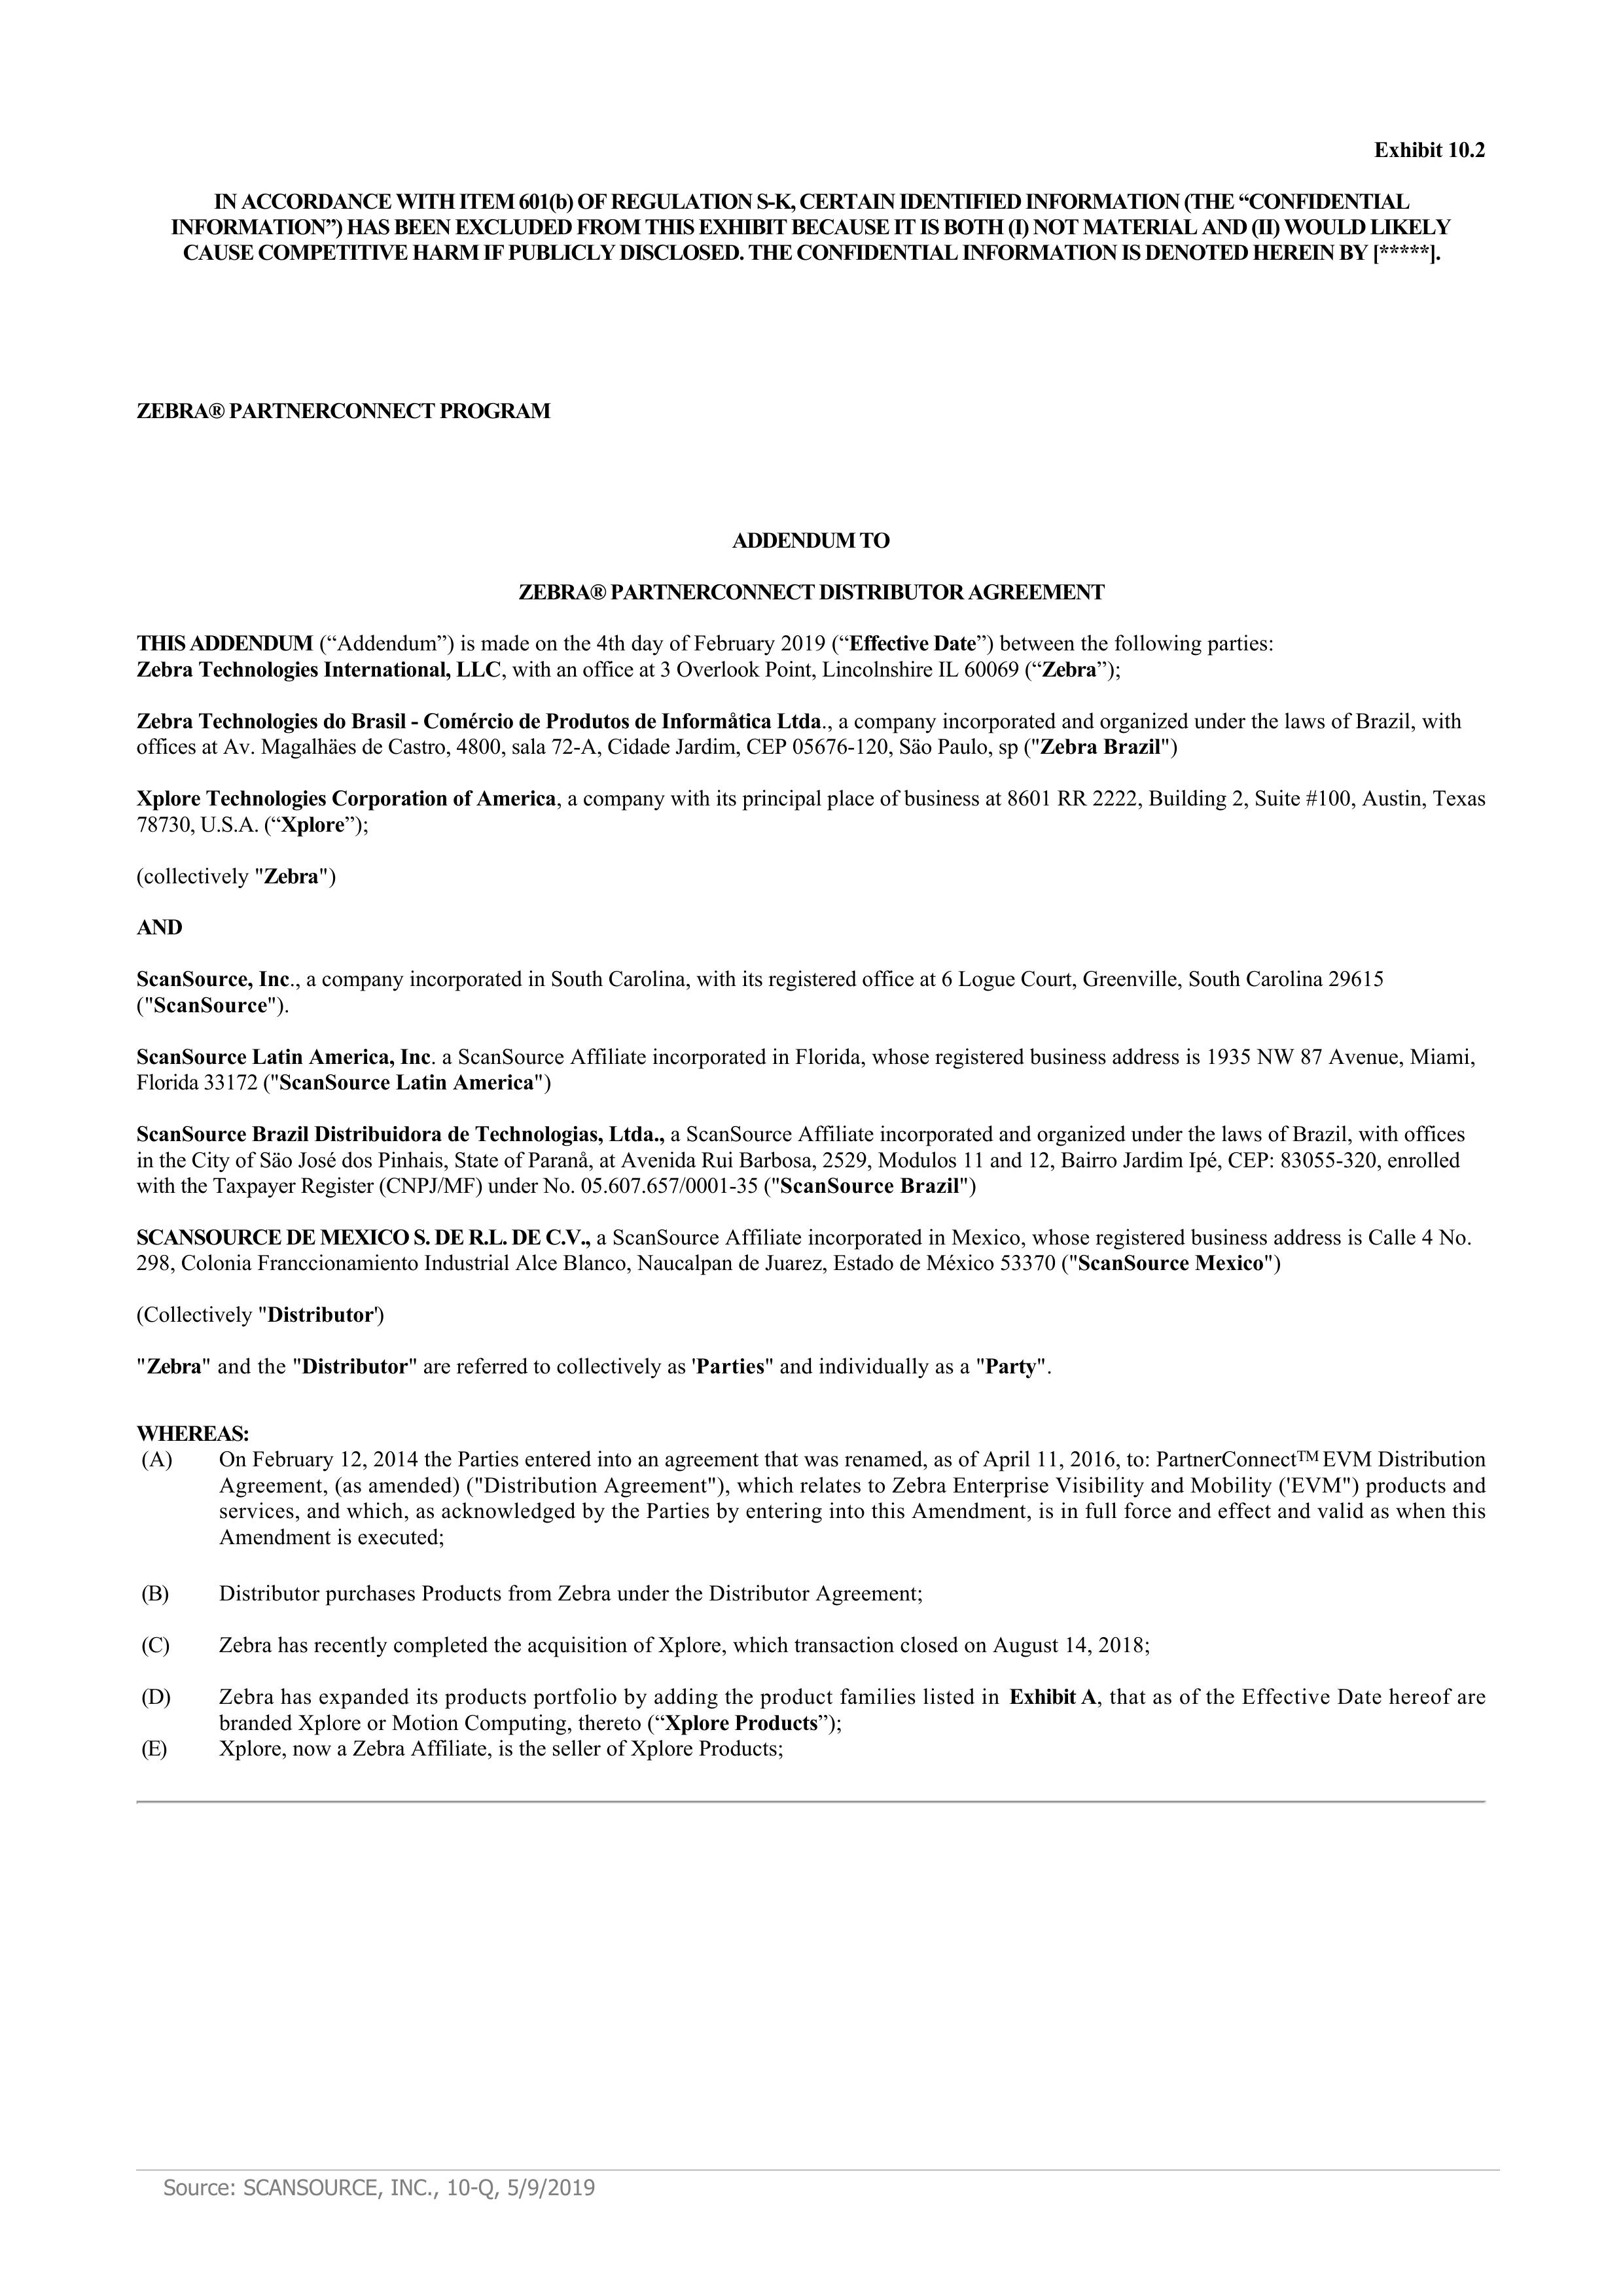 Exhibit 10.2
IN ACCORDANCE WITH ITEM 601(b) OF REGULATION S-K, CERTAIN IDENTIFIED INFORMATION (THE “CONFIDENTIAL
INFORMATION”) HAS BEEN EXCLUDED FROM THIS EXHIBIT BECAUSE IT IS BOTH (I) NOT MATERIAL AND (II) WOULD LIKELY
CAUSE COMPETITIVE HARM IF PUBLICLY DISCLOSED. THE CONFIDENTIAL INFORMATION IS DENOTED HEREIN BY [*****].
ZEBRA® PARTNERCONNECT PROGRAM
ADDENDUM TO
ZEBRA® PARTNERCONNECT DISTRIBUTOR AGREEMENT
THIS ADDENDUM (“Addendum”) is made on the 4th day of February 2019 (“Effective Date”) between the following parties:
Zebra Technologies International, LLC, with an office at 3 Overlook Point, Lincolnshire IL 60069 (“Zebra”);
Zebra Technologies do Brasil - Comércio de Produtos de Informåtica Ltda., a company incorporated and organized under the laws of Brazil, with
offices at Av. Magalhäes de Castro, 4800, sala 72-A, Cidade Jardim, CEP 05676-120, Säo Paulo, sp ("Zebra Brazil")
Xplore Technologies Corporation of America, a company with its principal place of business at 8601 RR 2222, Building 2, Suite #100, Austin, Texas
78730, U.S.A. (“Xplore”);
(collectively "Zebra")
AND
ScanSource, Inc., a company incorporated in South Carolina, with its registered office at 6 Logue Court, Greenville, South Carolina 29615
("ScanSource").
ScanSource Latin America, Inc. a ScanSource Affiliate incorporated in Florida, whose registered business address is 1935 NW 87 Avenue, Miami,
Florida 33172 ("ScanSource Latin America")
ScanSource Brazil Distribuidora de Technologias, Ltda., a ScanSource Affiliate incorporated and organized under the laws of Brazil, with offices
in the City of Säo José dos Pinhais, State of Paranå, at Avenida Rui Barbosa, 2529, Modulos 11 and 12, Bairro Jardim Ipé, CEP: 83055-320, enrolled
with the Taxpayer Register (CNPJ/MF) under No. 05.607.657/0001-35 ("ScanSource Brazil")
SCANSOURCE DE MEXICO S. DE R.L. DE C.V., a ScanSource Affiliate incorporated in Mexico, whose registered business address is Calle 4 No.
298, Colonia Franccionamiento Industrial Alce Blanco, Naucalpan de Juarez, Estado de México 53370 ("ScanSource Mexico")
(Collectively "Distributor')
"Zebra" and the "Distributor" are referred to collectively as 'Parties" and individually as a "Party".
WHEREAS:
(A) On February 12, 2014 the Parties entered into an agreement that was renamed, as of April 11, 2016, to: PartnerConnect™ EVM Distribution
Agreement, (as amended) ("Distribution Agreement"), which relates to Zebra Enterprise Visibility and Mobility ('EVM") products and
services, and which, as acknowledged by the Parties by entering into this Amendment, is in full force and effect and valid as when this
Amendment is executed;
(B) Distributor purchases Products from Zebra under the Distributor Agreement;
(C) Zebra has recently completed the acquisition of Xplore, which transaction closed on August 14, 2018;
(D) Zebra has expanded its products portfolio by adding the product families listed in Exhibit A, that as of the Effective Date hereof are
branded Xplore or Motion Computing, thereto (“Xplore Products”);
(E) Xplore, now a Zebra Affiliate, is the seller of Xplore Products;
Source: SCANSOURCE, INC., 10-Q, 5/9/2019